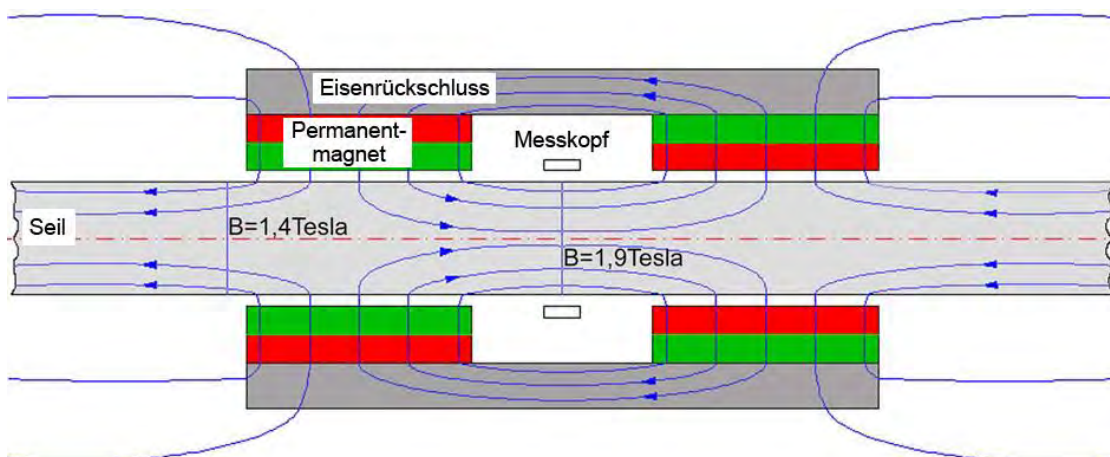 Eisenrückschluss
Permanent-
magnet
Messkopf
Seil
B=1,4Tesla
B=1,9Tesla